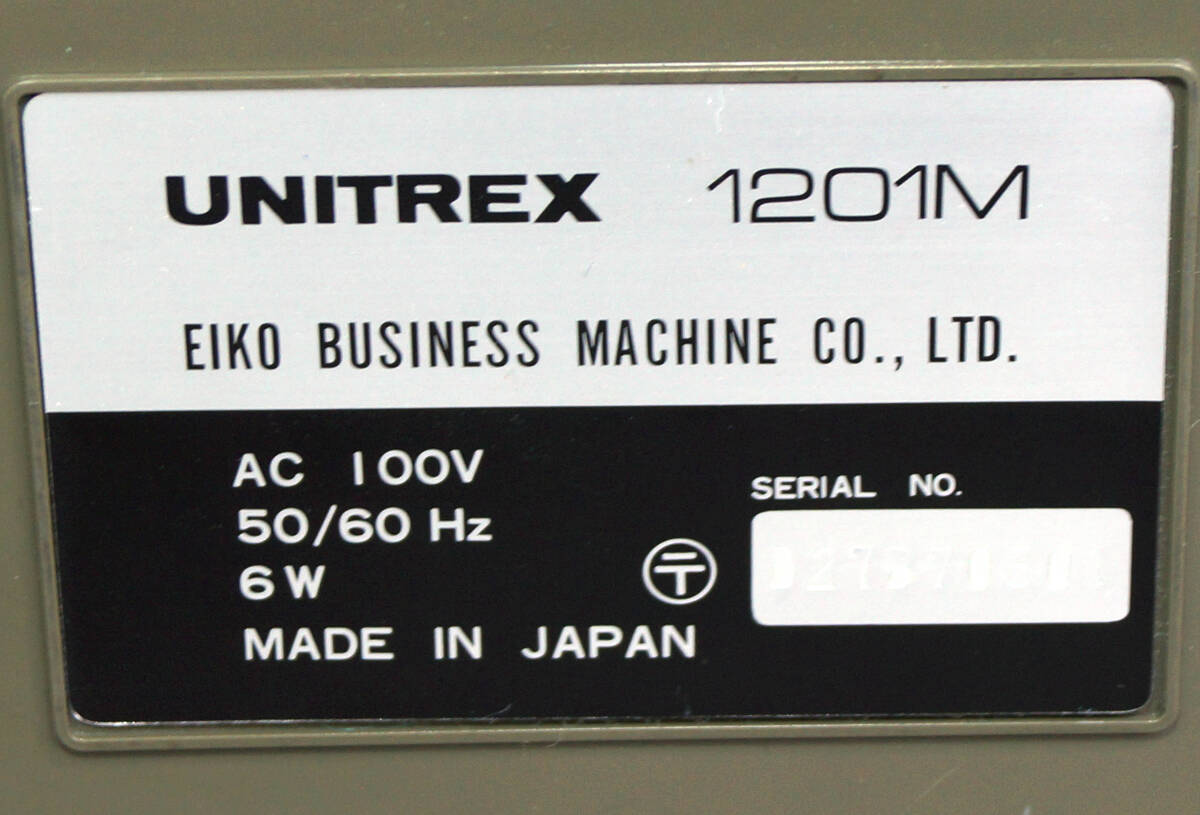 UNITREX 1201M
EIKO BUSINESS MACHINE CO., LTD.
AC 100V
50/60 Hz
6W
MADE IN JAPAN
〒
SERIAL NO.